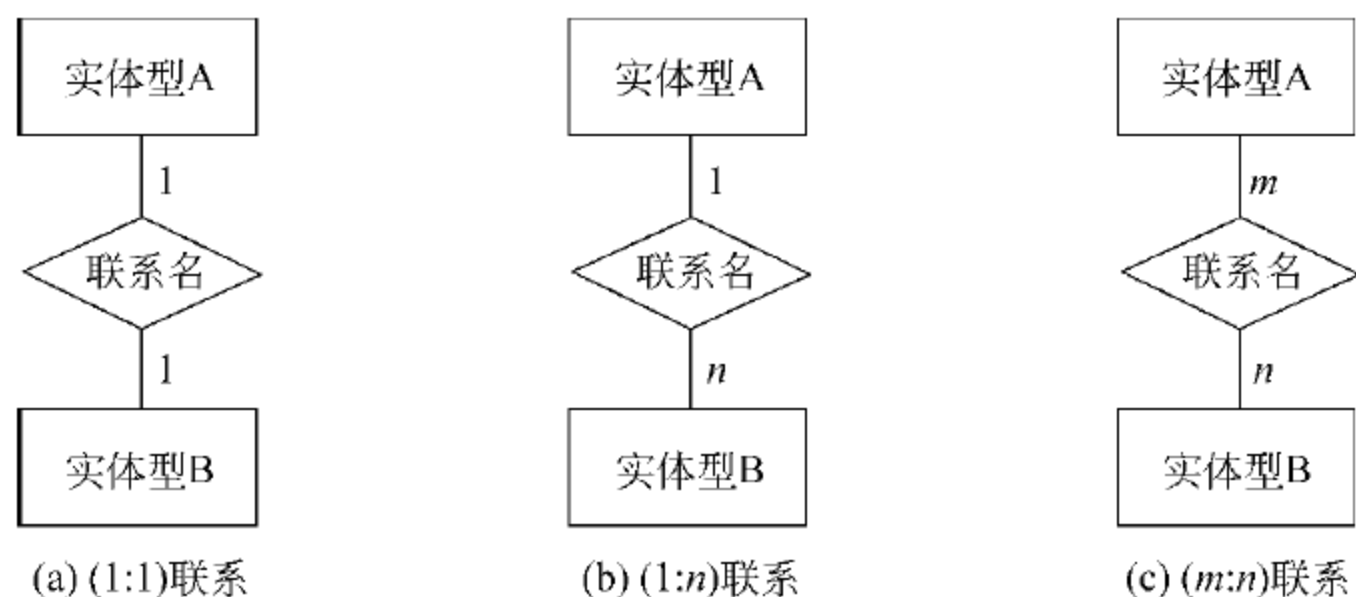 实体型A
实体型A
实体型A
1
1
m
联系名
联系名
联系名
1
n
n
实体型B
实体型B
实体型B
(a) (1:1)联系
(b) (1:n)联系
(c) (m:n)联系